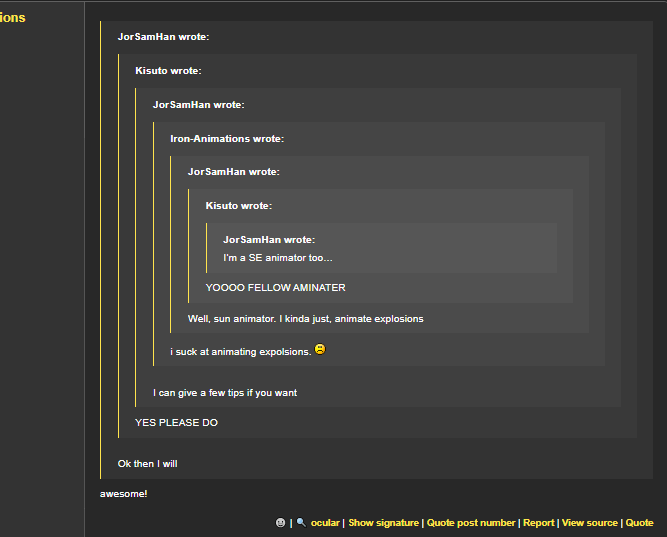 ions
JorSamHan wrote:
Kisuto wrote:
JorSamHan wrote:
Iron-Animations wrote:
JorSamHan wrote:
Kisuto wrote:
JorSamHan wrote:
I'm a SE animator too...
YOOOO FELLOW AMINATER
Well, sun animator. I kinda just, animate explosions
i suck at animating expolsions.
I can give a few tips if you want
YES PLEASE DO
Ok then I will
awesome!
| ocular | Show signature | Quote post number | Report | View source | Quote